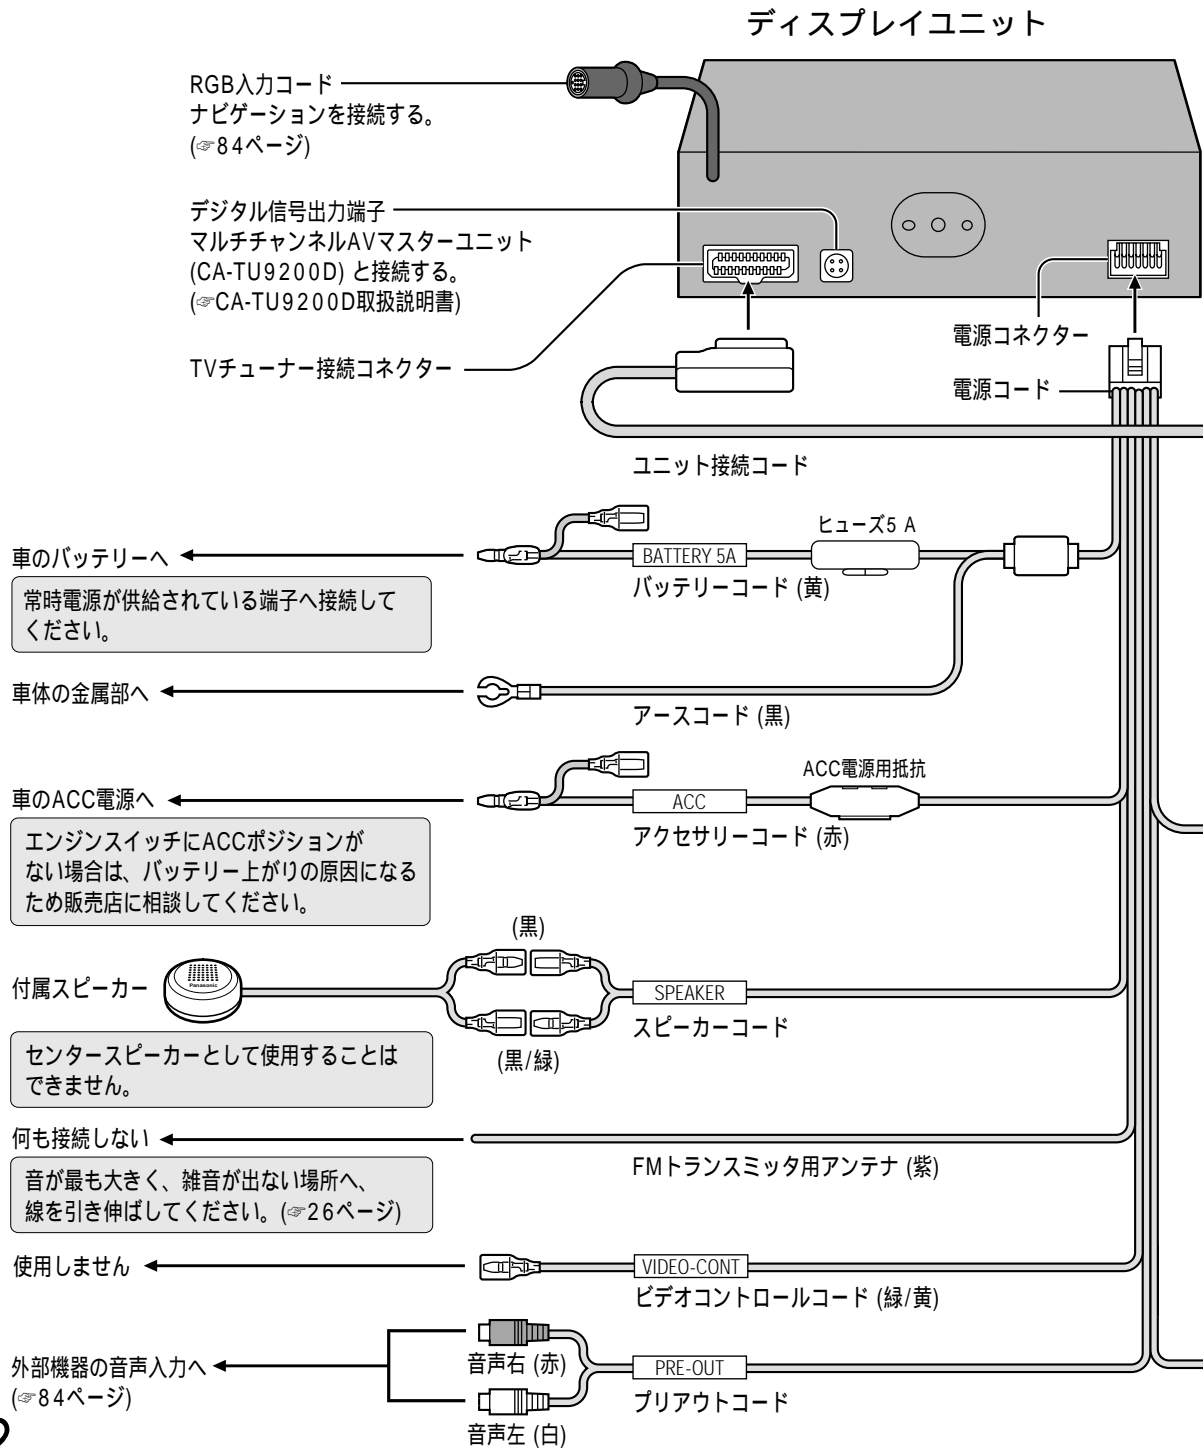 ディスプレイユニット
RGB入力コード
ナビゲーションを接続する。
(☞84ページ)
デジタル信号出力端子
マルチチャンネルAVマスターユニット
(CA-TU9200D) と接続する。
(☞CA-TU9200D取扱説明書)
TVチューナー接続コネクター
電源コネクター
電源コード
ユニット接続コード
ヒューズ5 A
車のバッテリーへ
BATTERY 5A
バッテリーコード (黄)
常時電源が供給されている端子へ接続して
ください。
車体の金属部へ
アースコード (黒)
ACC電源用抵抗
車のACC電源へ
ACC
アクセサリーコード (赤)
エンジンスイッチにACCポジションが
ない場合は、バッテリー上がりの原因になる
ため販売店に相談してください。
(黒)
付属スピーカー
Panasonic
SPEAKER
スピーカーコード
(黒/緑)
センタースピーカーとして使用することは
できません。
何も接続しない
FMトランスミッタ用アンテナ (紫)
音が最も大きく、雑音が出ない場所へ、
線を引き伸ばしてください。(☞26ページ)
使用しません
VIDEO-CONT
ビデオコントロールコード (緑/黄)
音声右 (赤)
外部機器の音声入力へ
(☞84ページ)
PRE-OUT
プリアウトコード
音声左 (白)